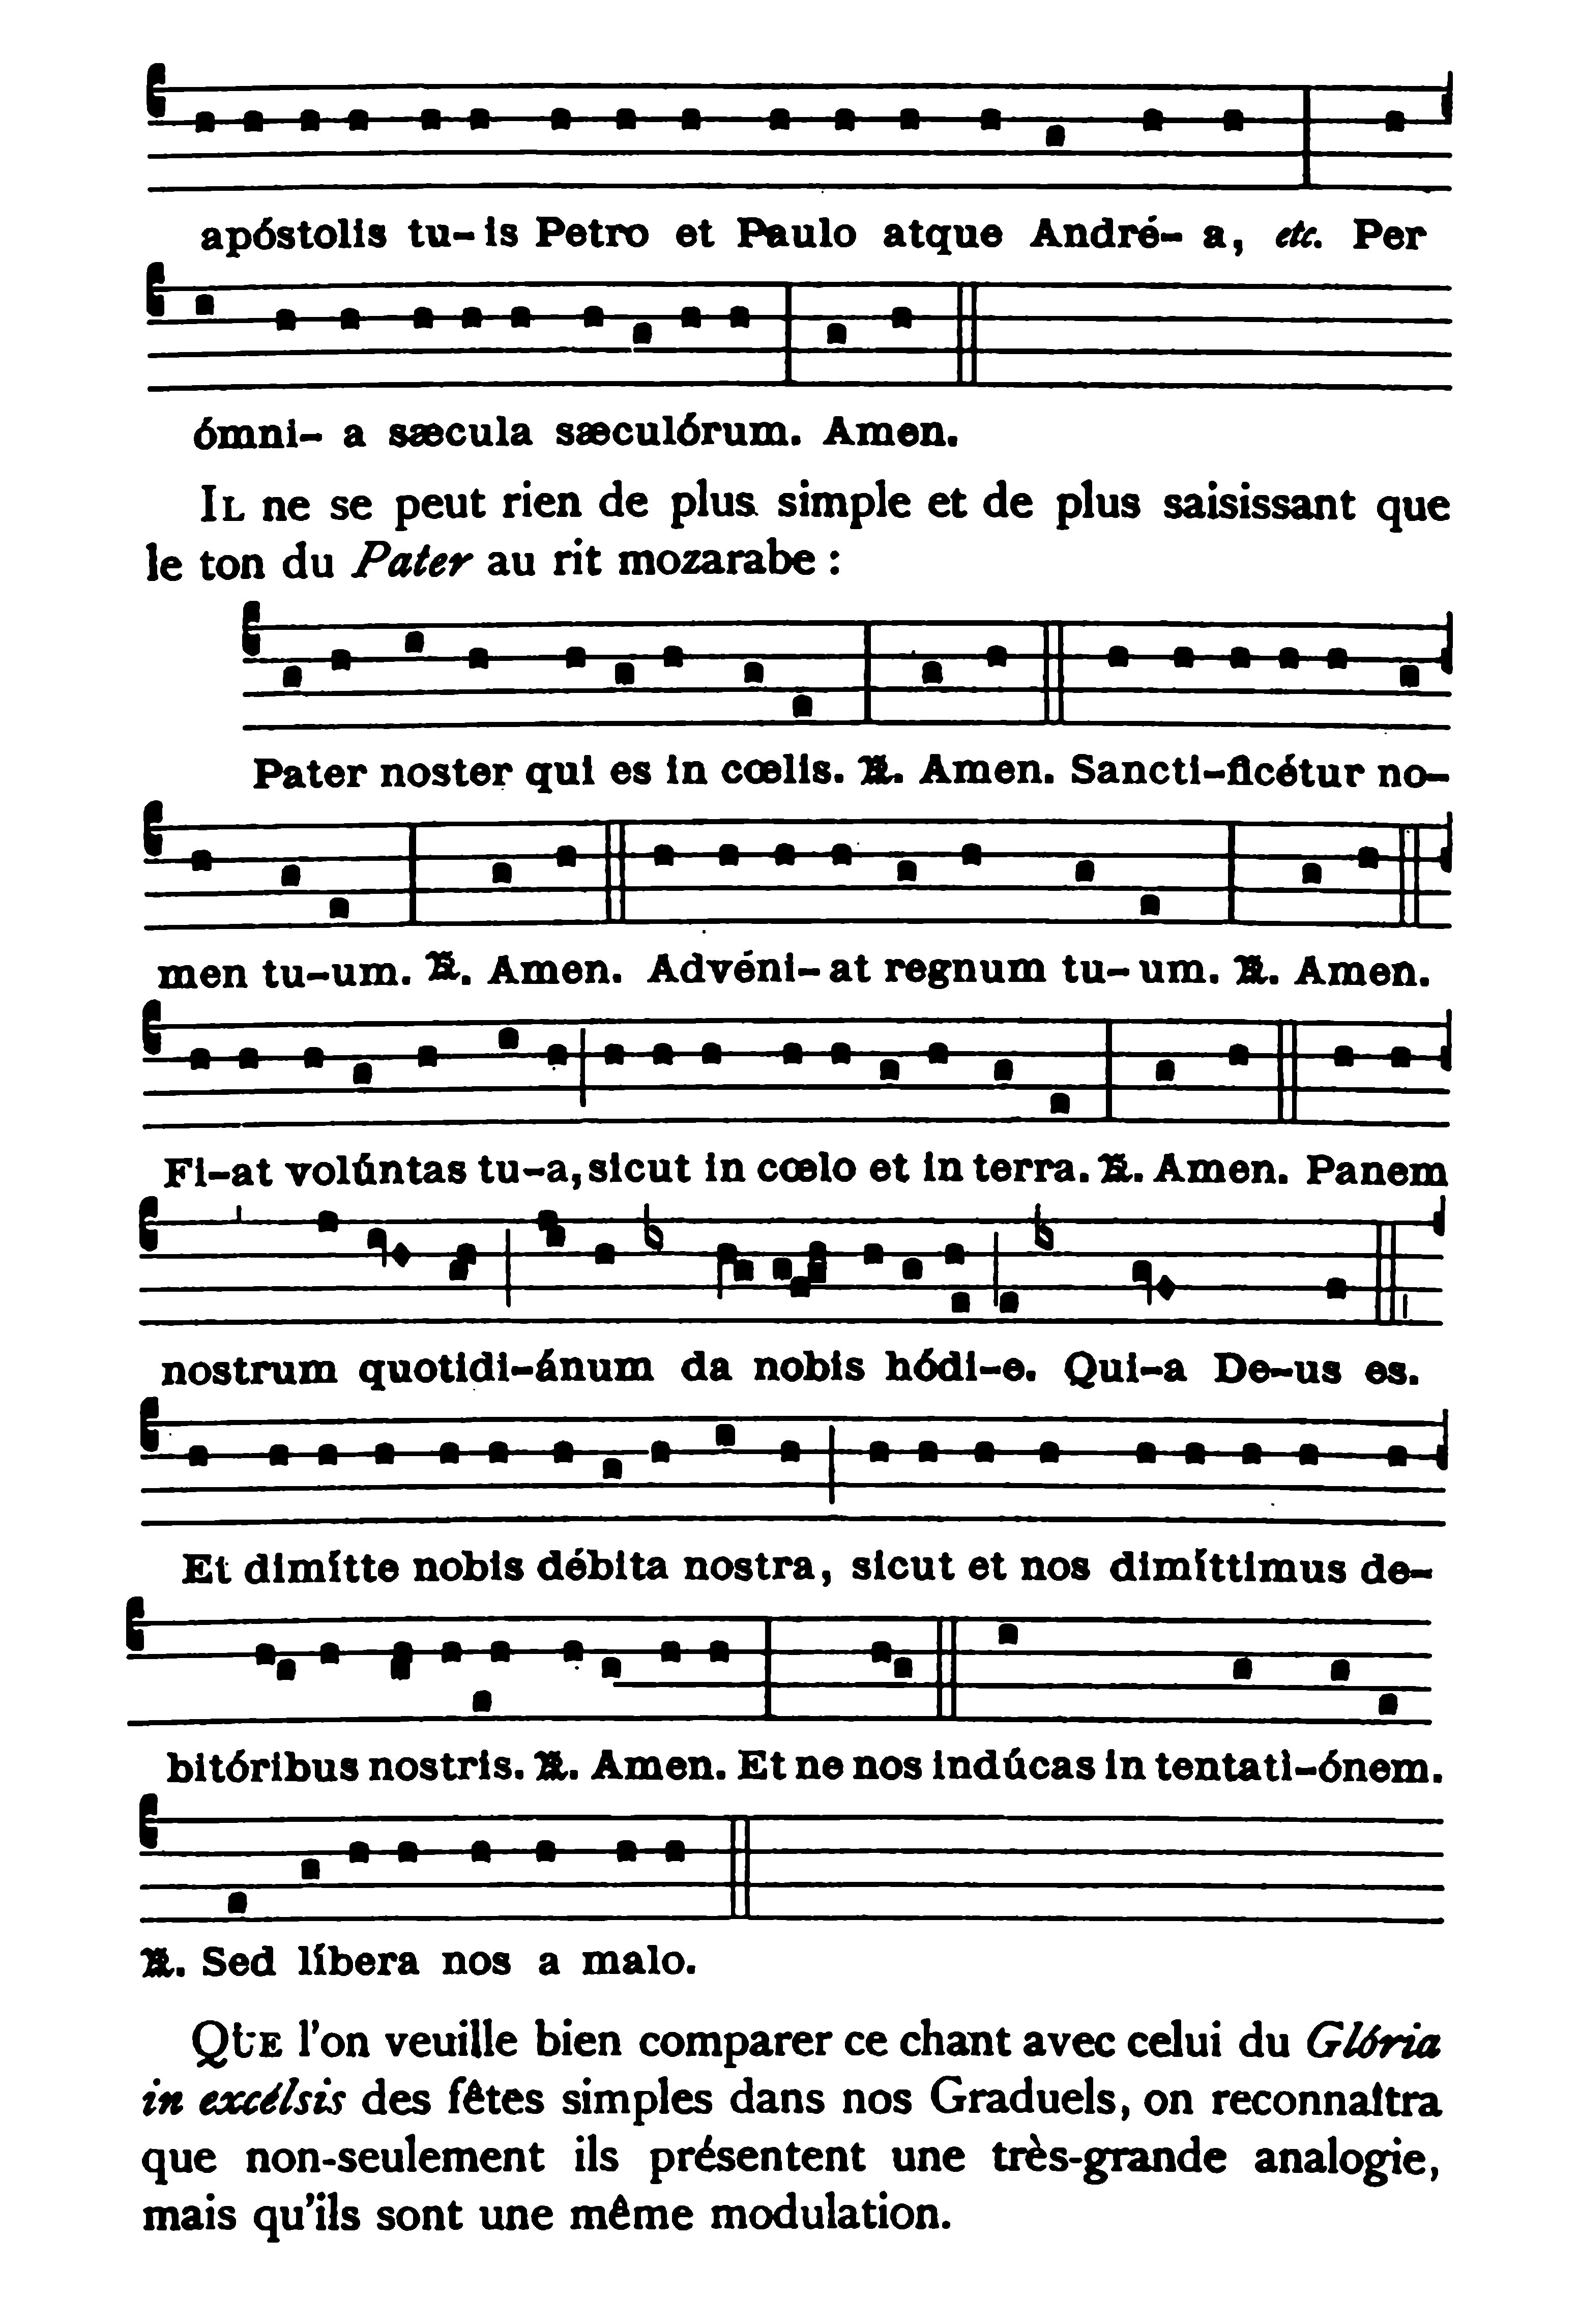 apóstolis tu-is Petro et Paulo atque André- a, etc. Per
ómni- a sæcula sæculórum. Amen.
IL ne se peut rien de plus simple et de plus saisissant que
le ton du Pater au rit mozarabe :
Pater noster qui es in cœlis. ℟. Amen. Sancti-ficétur no-
men tu-um. ℟. Amen. Advéni- at regnum tu- um. ℟. Amen.
Fi-at volúntas tu-a, sicut in cœlo et in terra. ℟. Amen. Panem
nostrum quotidi-ánum da nobis hódi-e. Qui-a De-us es.
Et dimítte nobis débita nostra, sicut et nos dimíttimus de-
bitóribus nostris. ℟. Amen. Et ne nos indúcas in tentati-ónem.
℟. Sed líbera nos a malo.
QUE l'on veuille bien comparer ce chant avec celui du Glória
in excélsis des fêtes simples dans nos Graduels, on reconnaîtra
que non-seulement ils présentent une très-grande analogie,
mais qu'ils sont une même modulation.